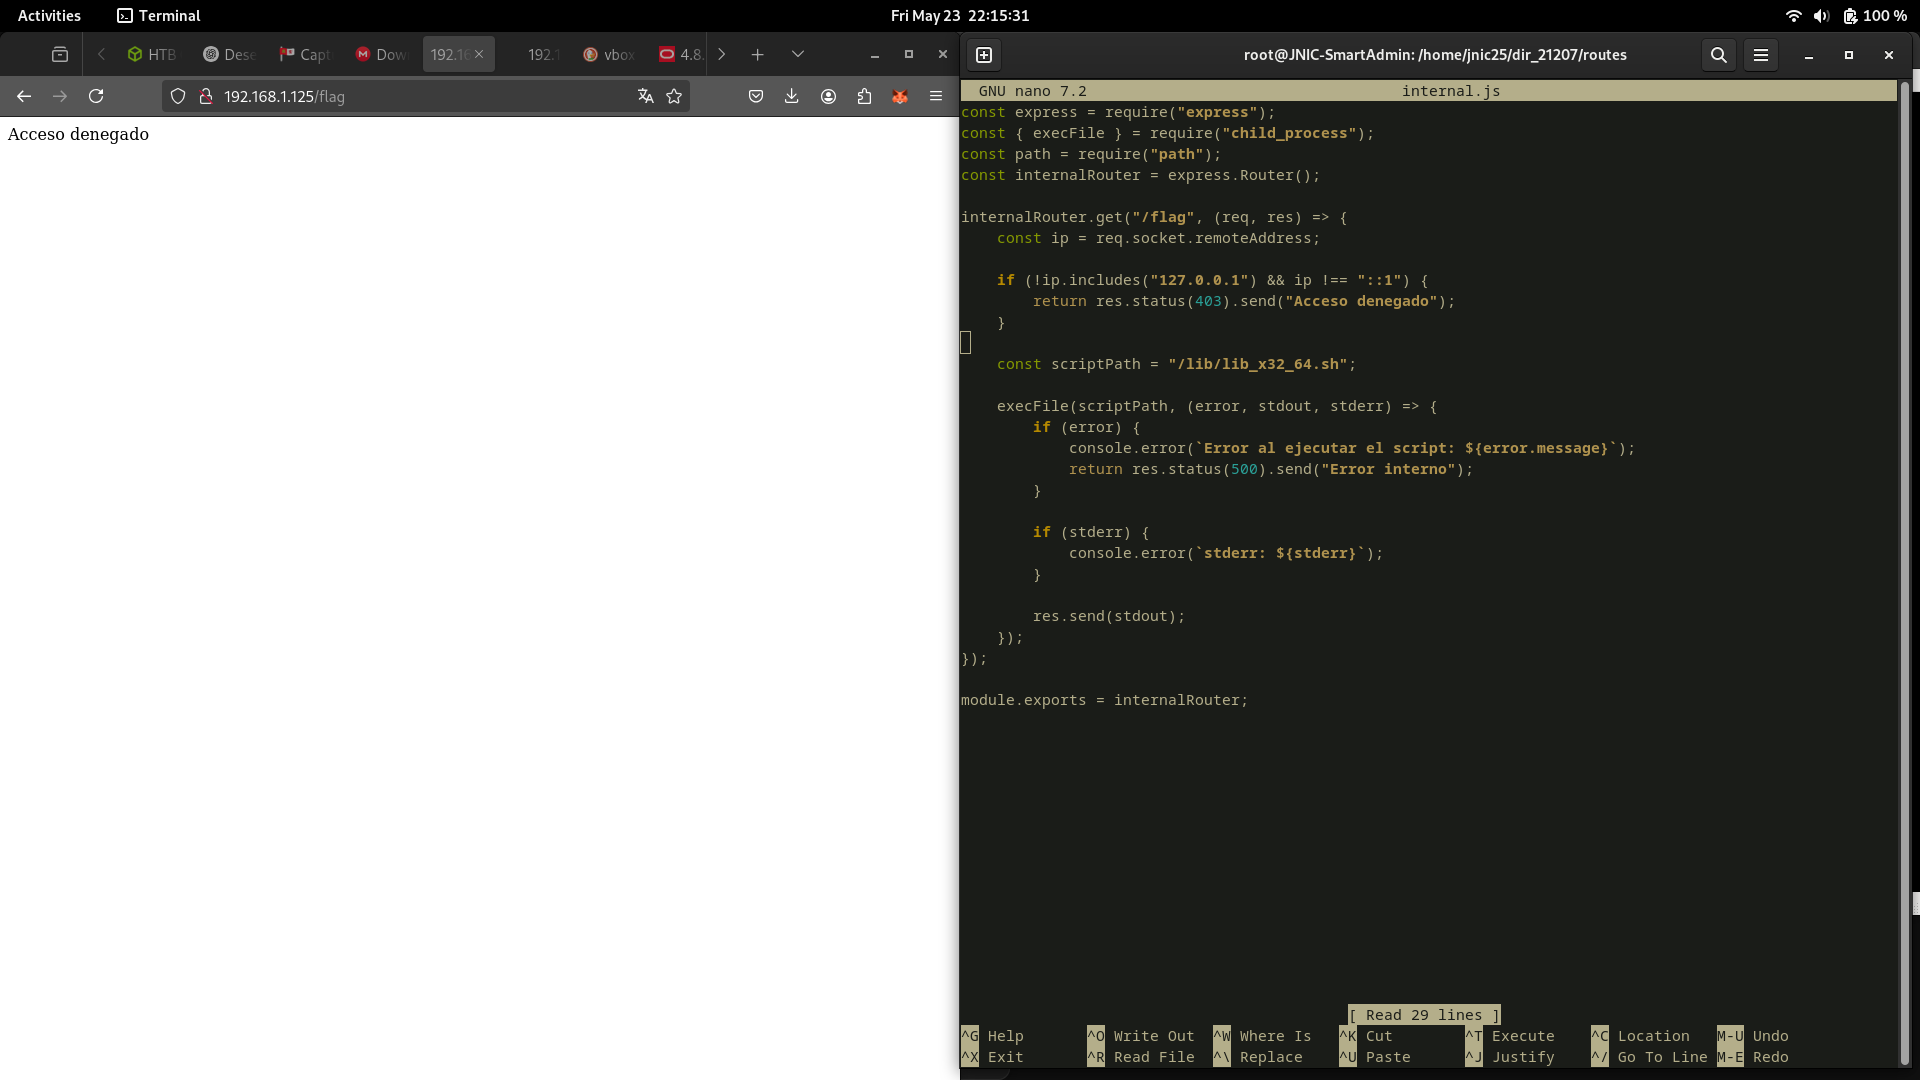 Activities Terminal Fri May 23 22:15:31 100 %
HTB Dese Capt Dow 192.16 192.1 vbox 4.8.
192.168.1.125/flag
Acceso denegado
root@JNIC-SmartAdmin: /home/jnic25/dir_21207/routes
GNU nano 7.2 internal.js
const express = require("express");
const { execFile } = require("child_process");
const path = require("path");
const internalRouter = express.Router();
internalRouter.get("/flag", (req, res) => {
    const ip = req.socket.remoteAddress;
    if (!ip.includes("127.0.0.1") && ip !== "::1") {
        return res.status(403).send("Acceso denegado");
    }
    const scriptPath = "/lib/lib_x32_64.sh";
    execFile(scriptPath, (error, stdout, stderr) => {
        if (error) {
            console.error(`Error al ejecutar el script: ${error.message}`);
            return res.status(500).send("Error interno");
        }
        if (stderr) {
            console.error(`stderr: ${stderr}`);
        }
        res.send(stdout);
    });
});
module.exports = internalRouter;
[ Read 29 lines ]
^G Help ^O Write Out ^W Where Is ^K Cut ^T Execute ^C Location M-U Undo
^X Exit ^R Read File ^\ Replace ^U Paste ^J Justify ^/ Go To Line M-E Redo